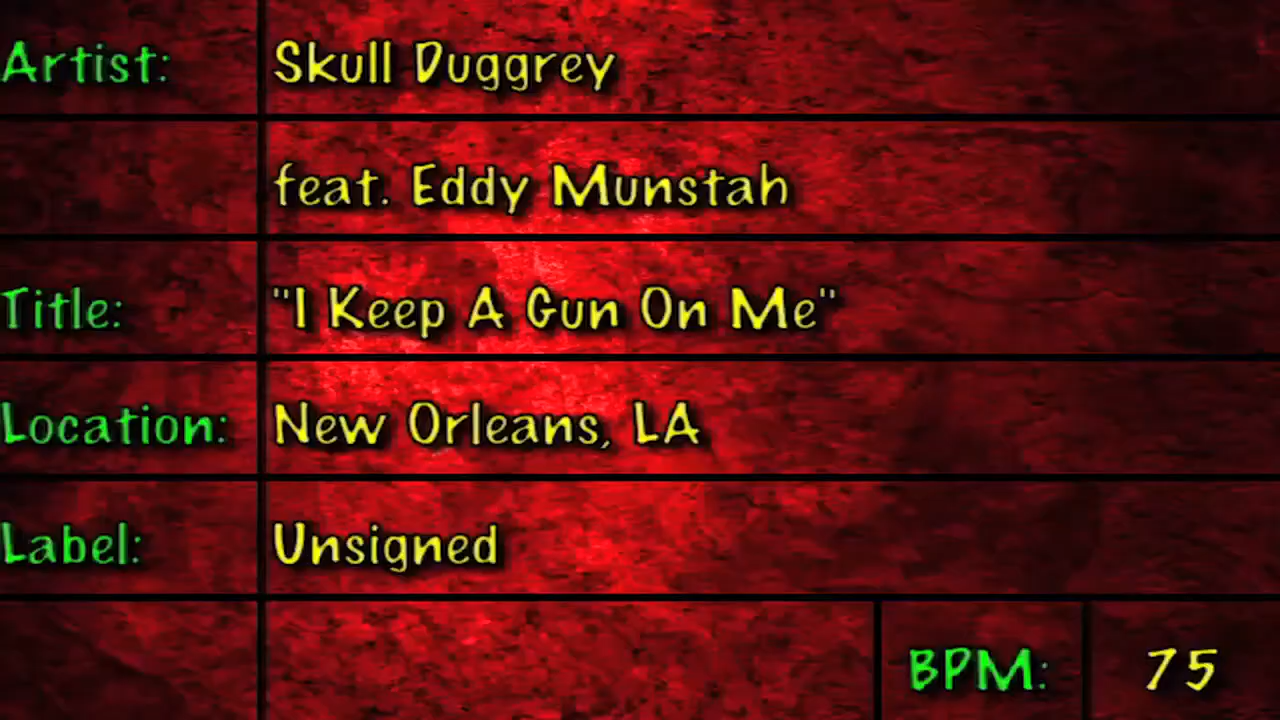 Artist: Skull Duggrey
feat. Eddy Munstah
Title: "I Keep A Gun On Me"
Location: New Orleans, LA
Label: Unsigned
BPM: 75